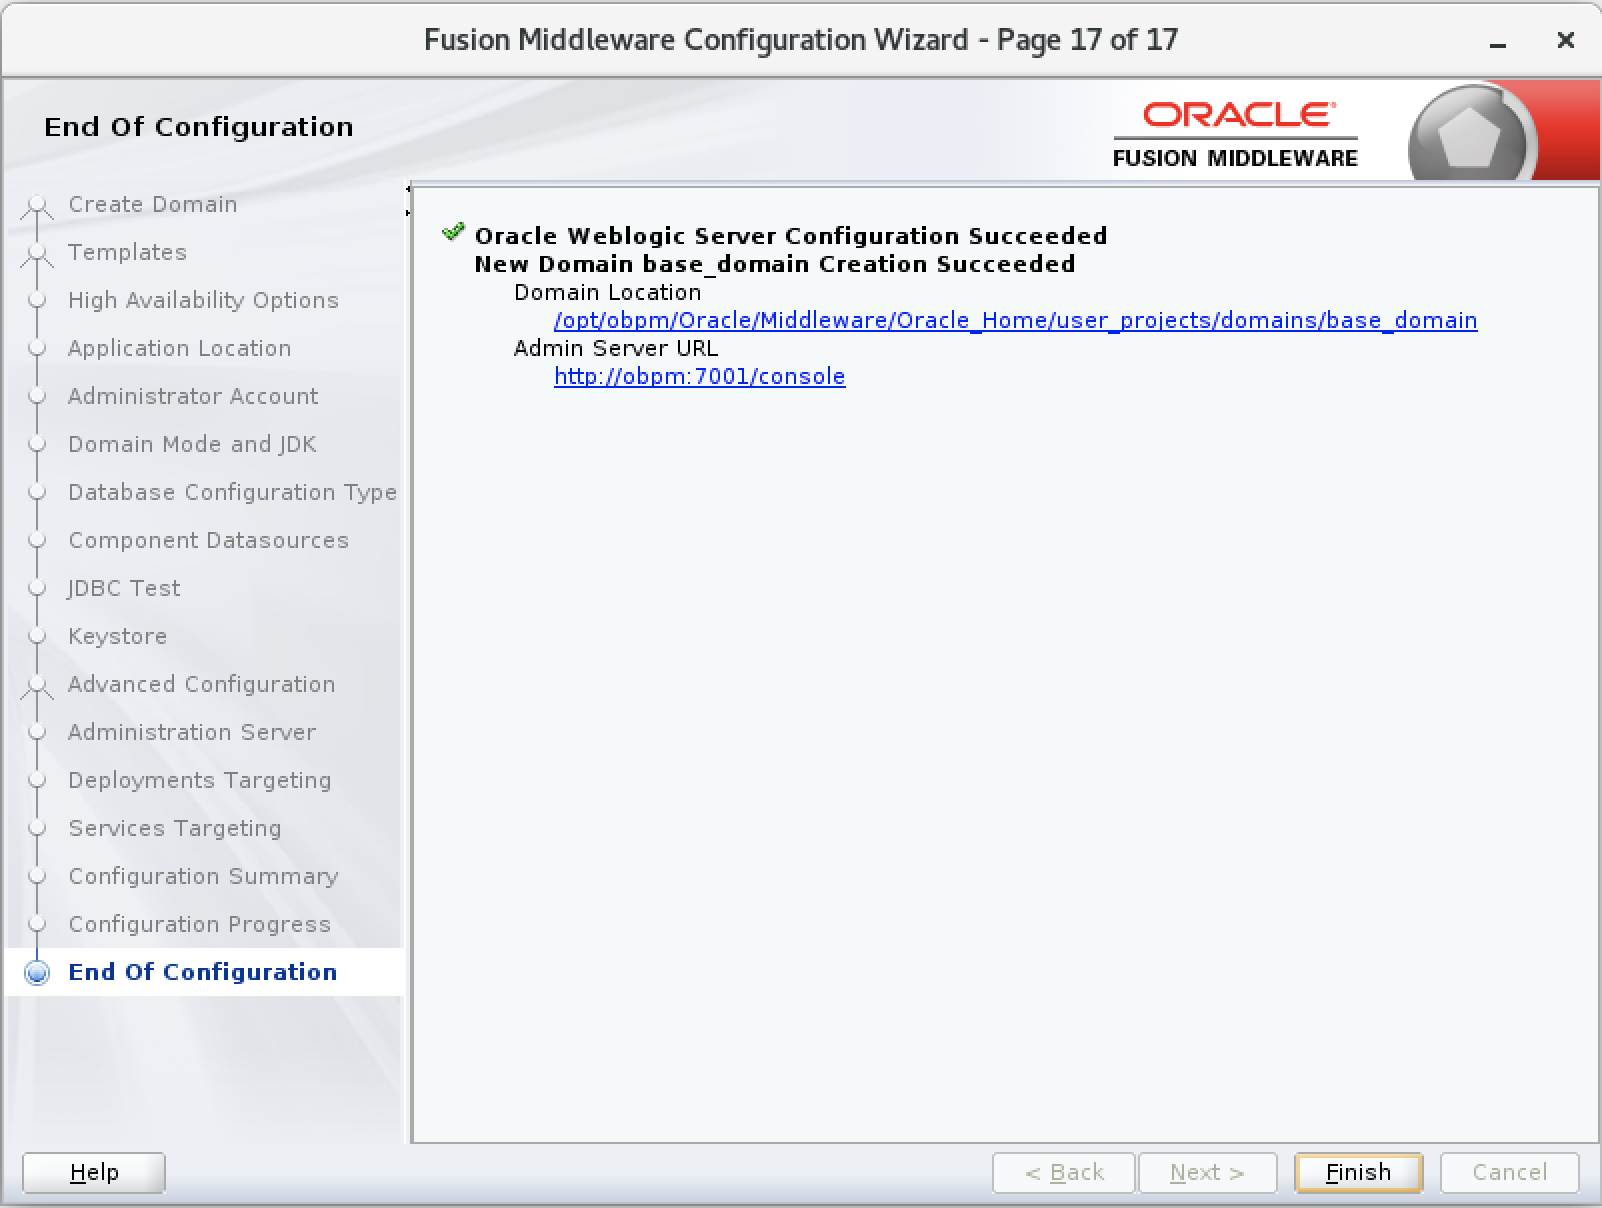 Fusion Middleware Configuration Wizard - Page 17 of 17
End Of Configuration
ORACLE
FUSION MIDDLEWARE
Create Domain
Templates
High Availability Options
Application Location
Administrator Account
Domain Mode and JDK
Database Configuration Type
Component Datasources
JDBC Test
Keystore
Advanced Configuration
Administration Server
Deployments Targeting
Services Targeting
Configuration Summary
Configuration Progress
End Of Configuration
Oracle Weblogic Server Configuration Succeeded
New Domain base_domain Creation Succeeded
Domain Location
/opt/obpm/Oracle/Middleware/Oracle_Home/user_projects/domains/base_domain
Admin Server URL
http://obpm:7001/console
Help
< Back
Next >
Finish
Cancel